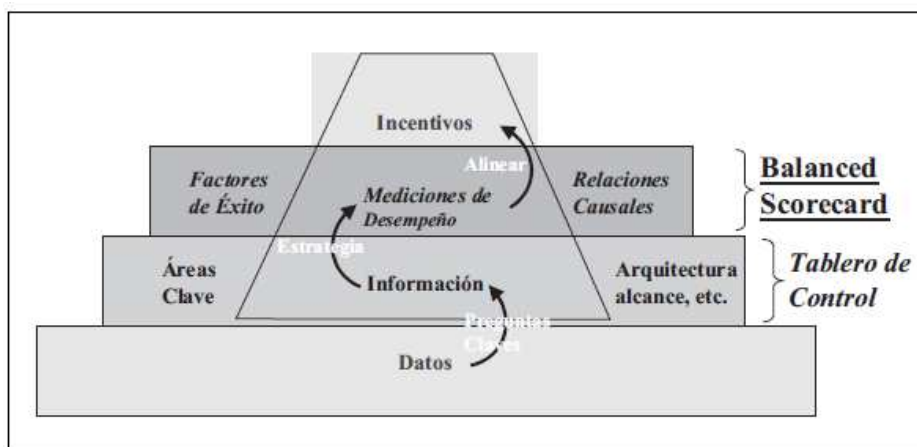 Incentivos
Alinear
Factores
de Éxito
Mediciones de
Desempeño
Relaciones
Causales
Balanced
Scorecard
Estrategia
Áreas
Clave
Información
Arquitectura
alcance, etc.
Tablero de
Control
Preguntas
Claves
Datos